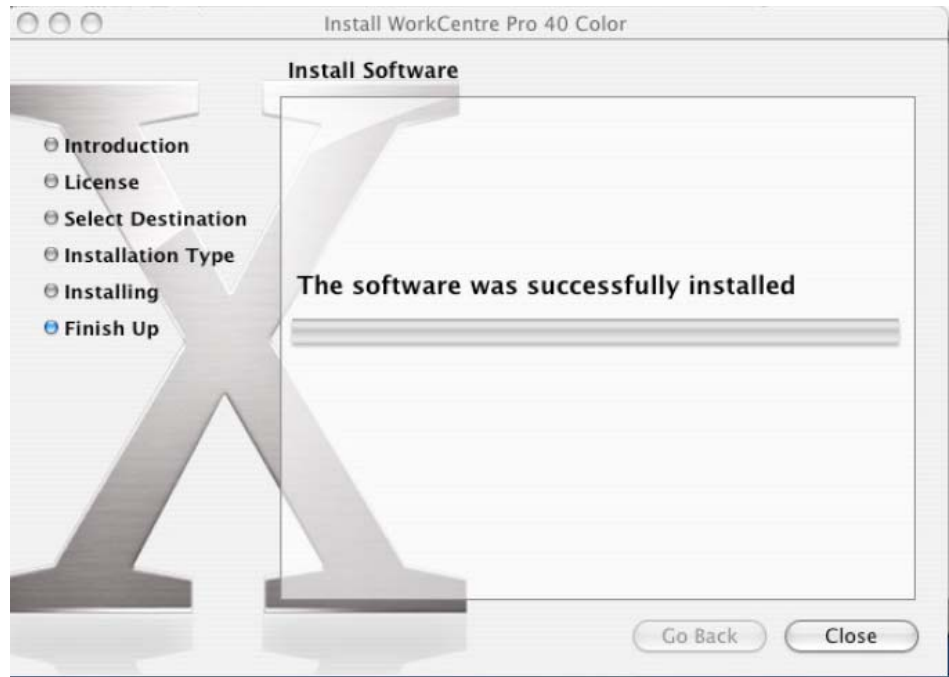 Install WorkCentre Pro 40 Color
Install Software
Introduction
License
Select Destination
Installation Type
Installing
Finish Up
The software was successfully installed
Go Back
Close